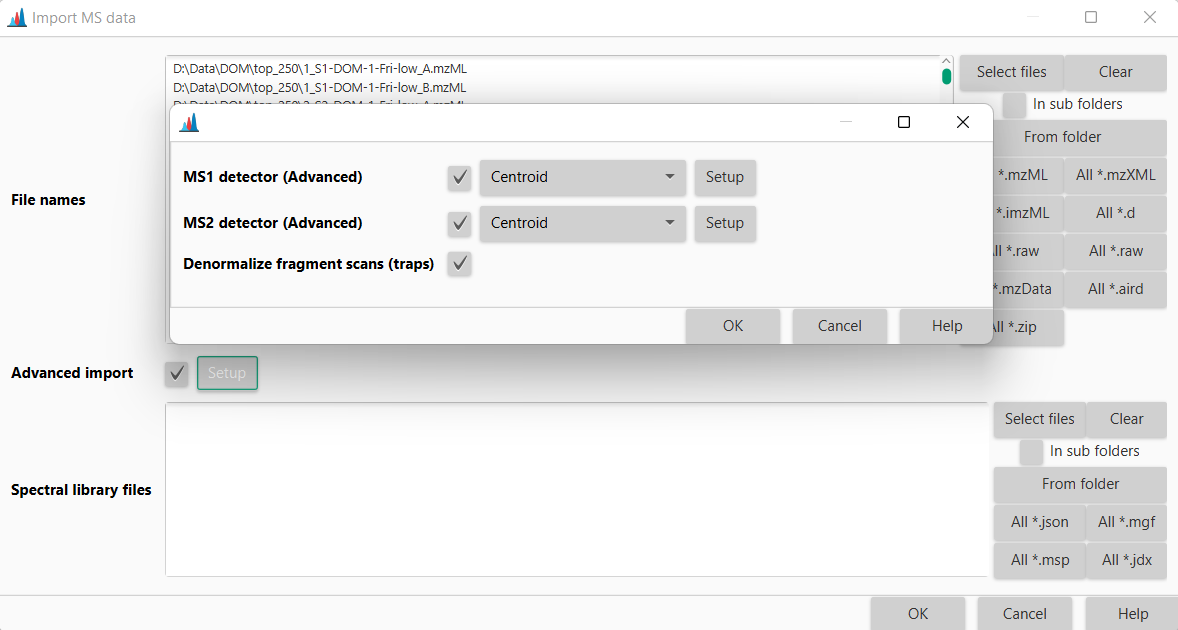 Import MS data
D:\Data\DOM\top_250\1_S1-DOM-1-Fri-low_A.mzML
D:\Data\DOM\top_250\1_S1-DOM-1-Fri-low_B.mzML
Select files Clear
In sub folders
From folder
*.mzML All *.mzXML
*.imzML All *.d
*.raw All *.raw
*.mzData All *.aird
*.zip
File names
MS1 detector (Advanced) Centroid Setup
MS2 detector (Advanced) Centroid Setup
Denormalize fragment scans (traps)
OK Cancel Help
Advanced import Setup
Spectral library files
Select files Clear
In sub folders
From folder
All *.json All *.mgf
All *.msp All *.jdx
OK Cancel Help